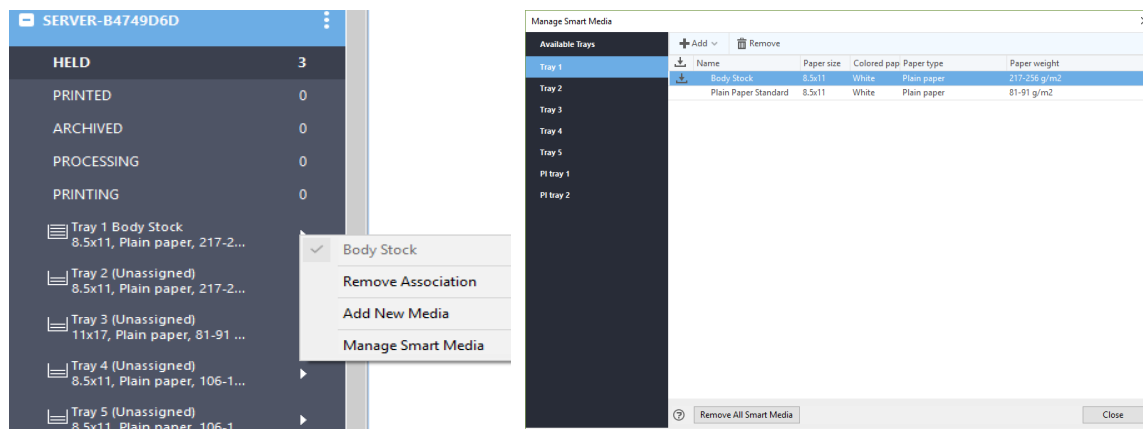 SERVER-B4749D6D
HELD 3
PRINTED 0
ARCHIVED 0
PROCESSING 0
PRINTING 0
Tray 1 Body Stock
8.5x11, Plain paper, 217-2...
Tray 2 (Unassigned)
8.5x11, Plain paper, 217-2...
Tray 3 (Unassigned)
11x17, Plain paper, 81-91 ...
Tray 4 (Unassigned)
8.5x11, Plain paper, 106-1...
Tray 5 (Unassigned)
8.5x11, Plain paper, 106-1
Body Stock
Remove Association
Add New Media
Manage Smart Media
Manage Smart Media
Available Trays
Tray 1
Tray 2
Tray 3
Tray 4
Tray 5
PI tray 1
PI tray 2
Add Remove
Name Paper size Colored pap Paper type Paper weight
Body Stock 8.5x11 White Plain paper 217-256 g/m2
Plain Paper Standard 8.5x11 White Plain paper 81-91 g/m2
Remove All Smart Media
Close